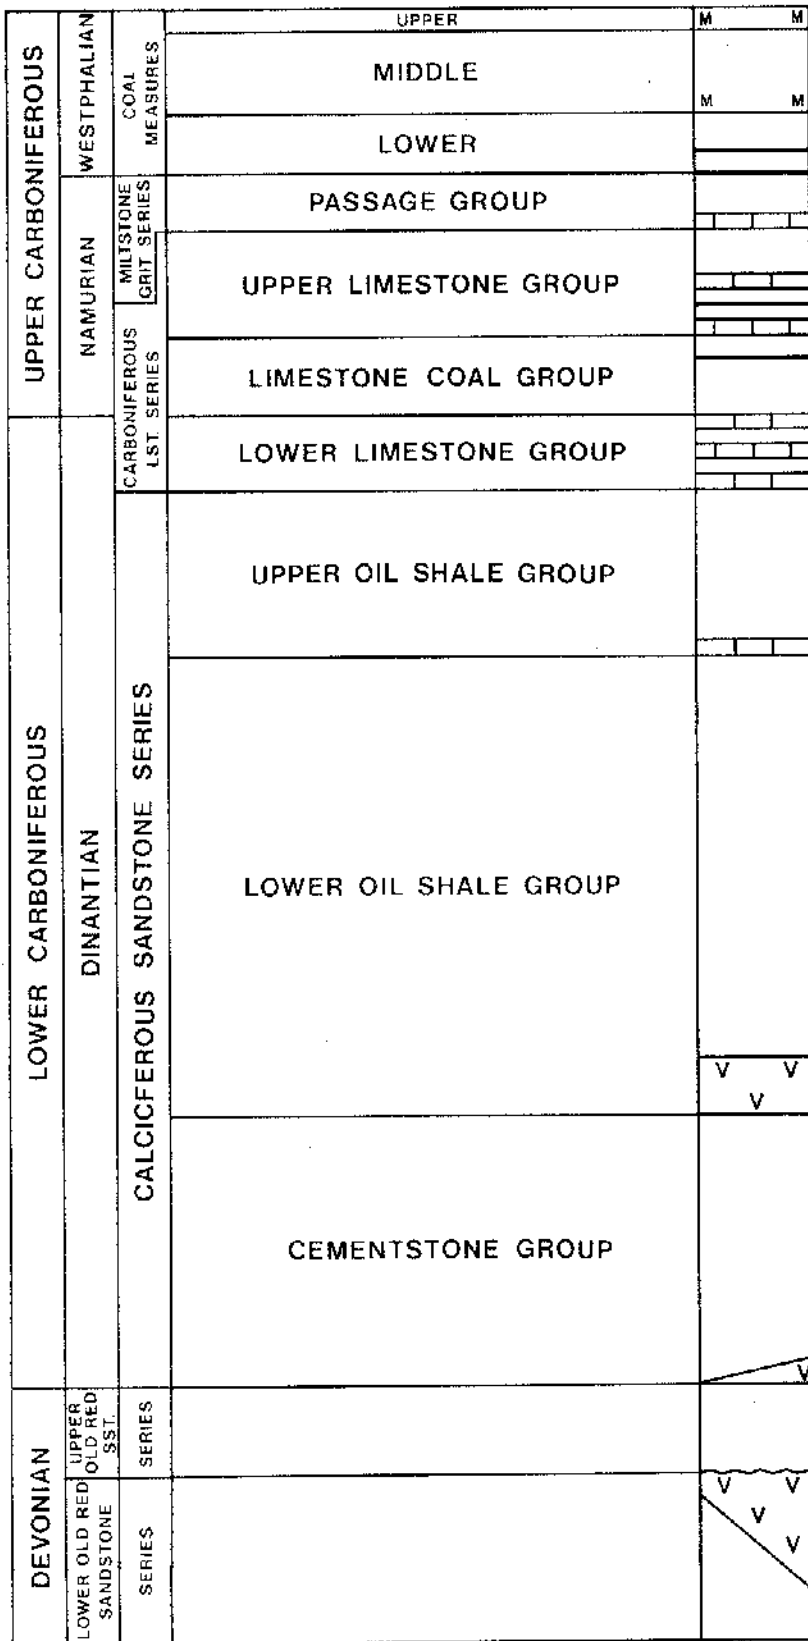 UPPER CARBONIFEROUS
WESTPHALIAN
COAL
MEASURES
UPPER
M M
MIDDLE
M M
LOWER
NAMURIAN
MILTSTONE
GRIT SERIES
PASSAGE GROUP
UPPER LIMESTONE GROUP
CARBONIFEROUS
LST. SERIES
LIMESTONE COAL GROUP
LOWER CARBONIFEROUS
DINANTIAN
LOWER LIMESTONE GROUP
CALCICFEROUS SANDSTONE SERIES
UPPER OIL SHALE GROUP
LOWER OIL SHALE GROUP
V V
V
CEMENTSTONE GROUP
V
DEVONIAN
UPPER
OLD RED
SST.
SERIES
LOWER OLD RED
SANDSTONE
SERIES
V V
V
V